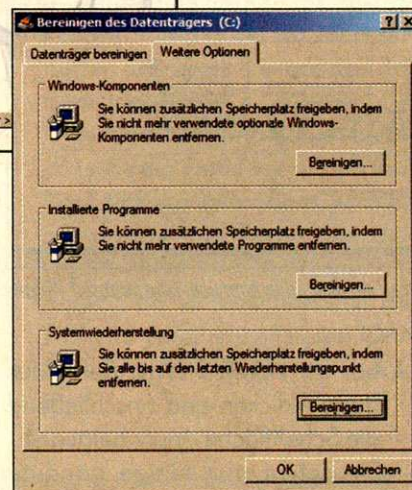 Bereinigen des Datenträgers (C:)
Datenträger bereinigen Weitere Optionen
Windows-Komponenten
Sie können zusätzlichen Speicherplatz freigeben, indem
Sie nicht mehr verwendete optionale Windows-
Komponenten entfernen.
Bereinigen...
Installierte Programme
Sie können zusätzlichen Speicherplatz freigeben, indem
Sie nicht mehr verwendete Programme entfernen.
Bereinigen...
Systemwiederherstellung
Sie können zusätzlichen Speicherplatz freigeben, indem
Sie alle bis auf den letzten Wiederherstellungspunkt
entfernen.
Bereinigen...
OK Abbrechen